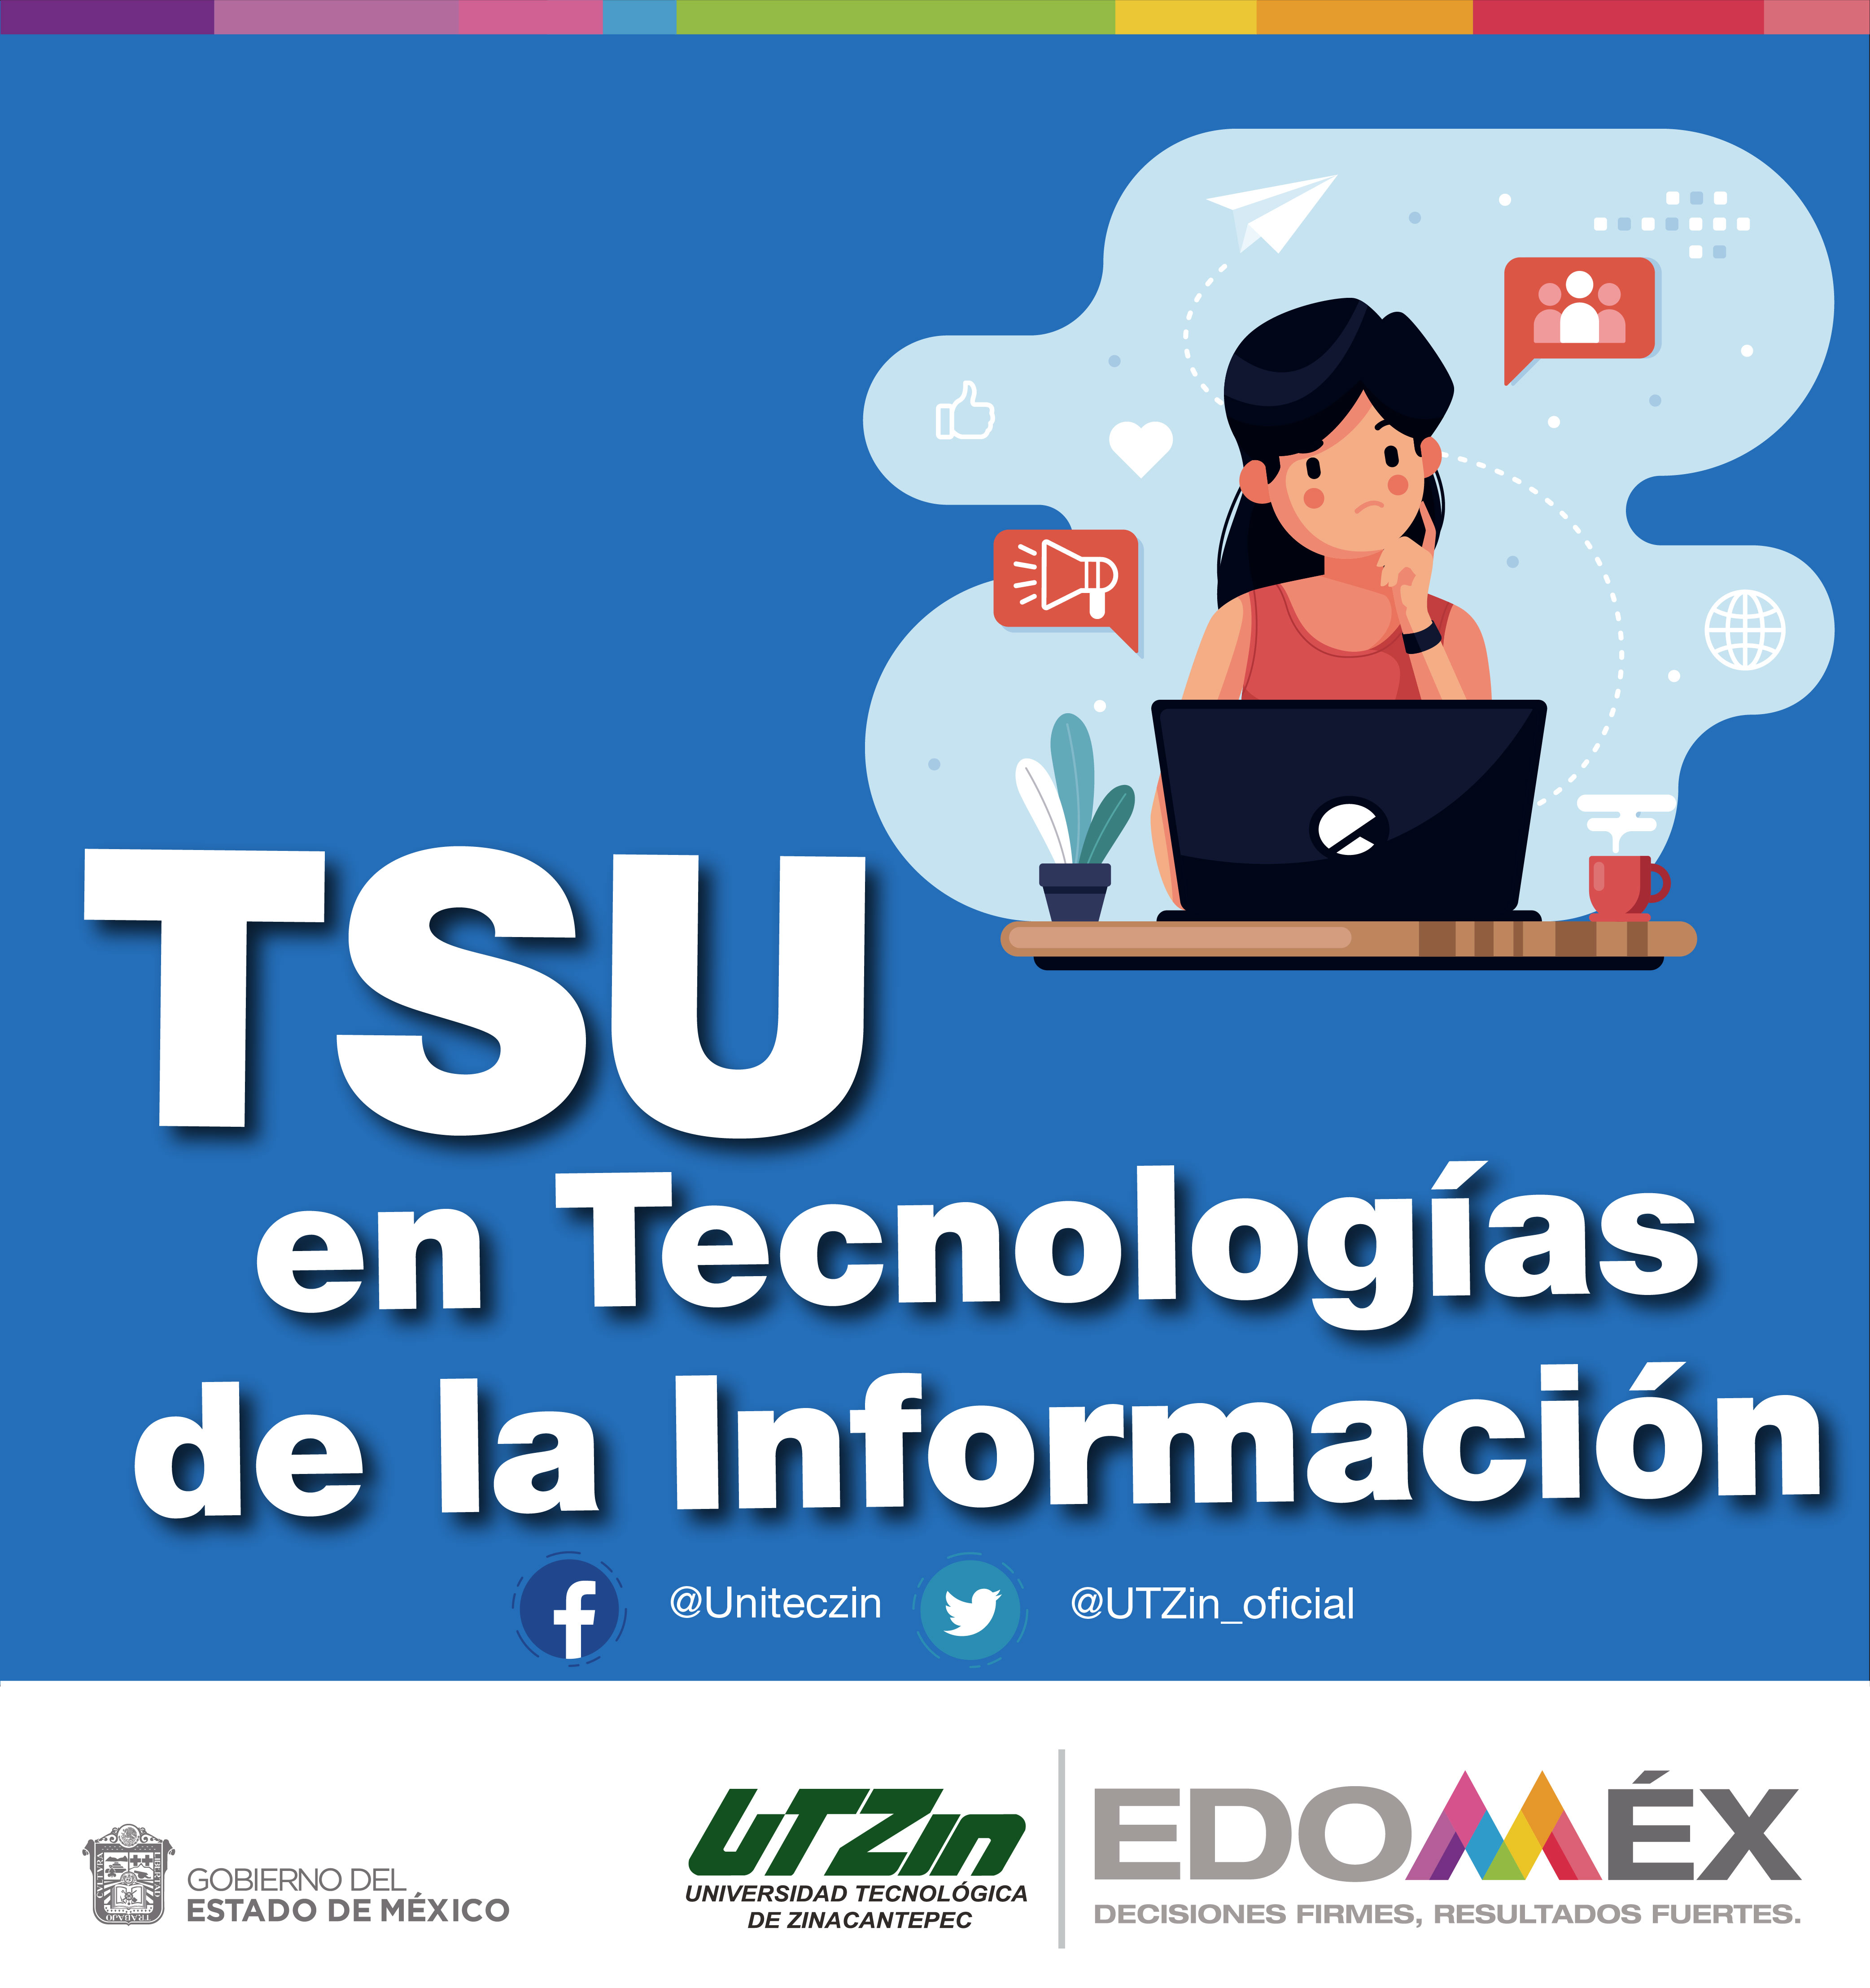 TSU
en Tecnologías
de la Información
@Uniteczin @UTZin_oficial
GOBIERNO DEL
ESTADO DE MÉXICO
UTZin
UNIVERSIDAD TECNOLÓGICA
DE ZINACANTEPEC
EDOMÉX
DECISIONES FIRMES, RESULTADOS FUERTES.